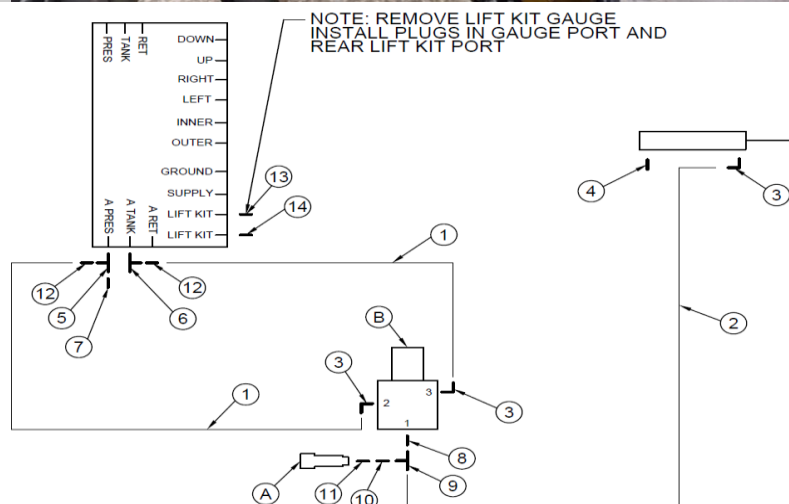 NOTE: REMOVE LIFT KIT GAUGE
INSTALL PLUGS IN GAUGE PORT AND
REAR LIFT KIT PORT
PRES
TANK
RET
DOWN
UP
RIGHT
LEFT
INNER
OUTER
GROUND
SUPPLY
LIFT KIT
LIFT KIT
A PRES
A TANK
A RET
13
14
4
3
1
12
5
7
12
6
2
B
3
2
3
1
3
1
8
A
11
10
9